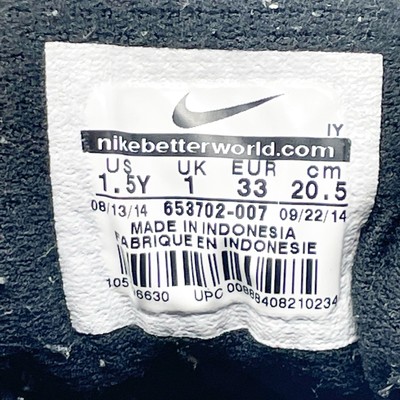 IY
nikebetterworld.com
US UK EUR cm
1.5Y 1 33 20.5
08/13/14 653702-007 09/22/14
MADE IN INDONESIA
FABRIQUE EN INDONESIE
UPC 00888408210234